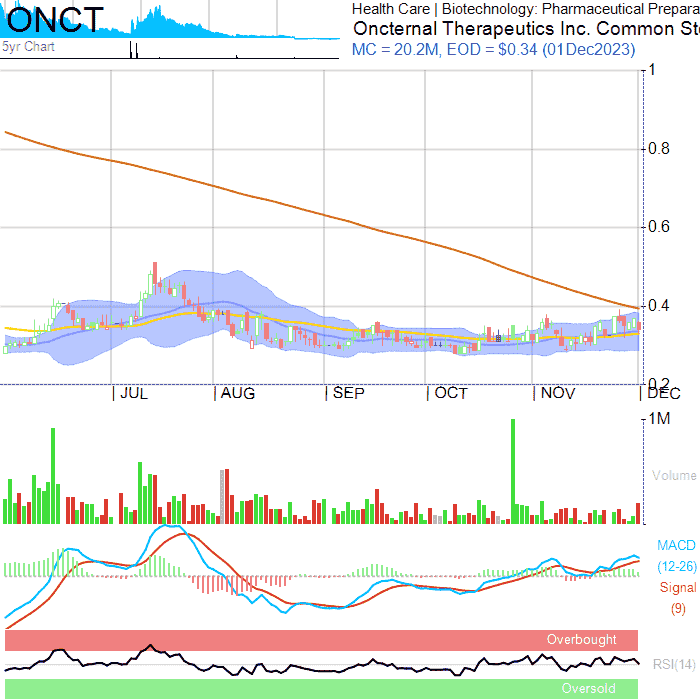 ONCT
5yr Chart
Health Care | Biotechnology: Pharmaceutical Prepara
Oncternal Therapeutics Inc. Common Sto
MC = 20.2M, EOD = $0.34 (01Dec2023)
1
0.8
0.6
0.4
0.2
| JUL | AUG | SEP | OCT | NOV | DEC
1M
Volume
MACD
(12-26)
Signal
(9)
Overbought
RSI(14)
Oversold